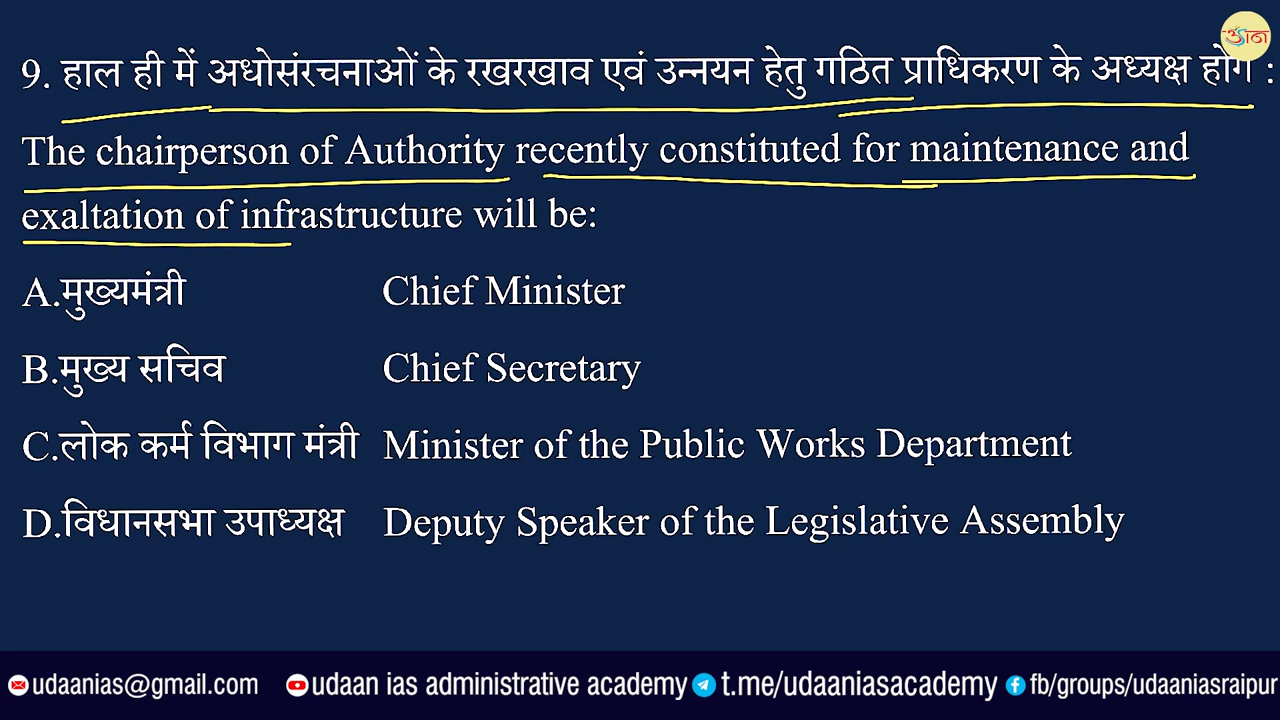 उड़ान
9. हाल ही में अधोसंरचनाओं के रखरखाव एवं उन्नयन हेतु गठित प्राधिकरण के अध्यक्ष होंगे :
The chairperson of Authority recently constituted for maintenance and
exaltation of infrastructure will be:
A.मुख्यमंत्री Chief Minister
B.मुख्य सचिव Chief Secretary
C.लोक कर्म विभाग मंत्री Minister of the Public Works Department
D.विधानसभा उपाध्यक्ष Deputy Speaker of the Legislative Assembly
udaanias@gmail.com udaan ias administrative academy t.me/udaaniasacademy fb/groups/udaaniasraipur